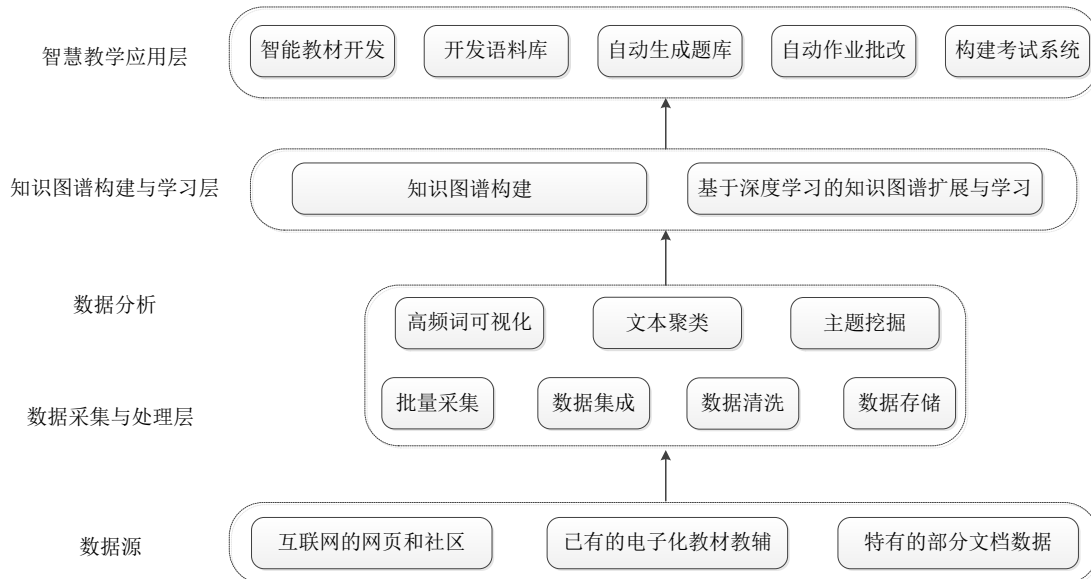 智慧教学应用层
智能教材开发
开发语料库
自动生成题库
自动作业批改
构建考试系统
知识图谱构建与学习层
知识图谱构建
基于深度学习的知识图谱扩展与学习
数据分析
高频词可视化
文本聚类
主题挖掘
数据采集与处理层
批量采集
数据集成
数据清洗
数据存储
数据源
互联网的网页和社区
已有的电子化教材教辅
特有的部分文档数据